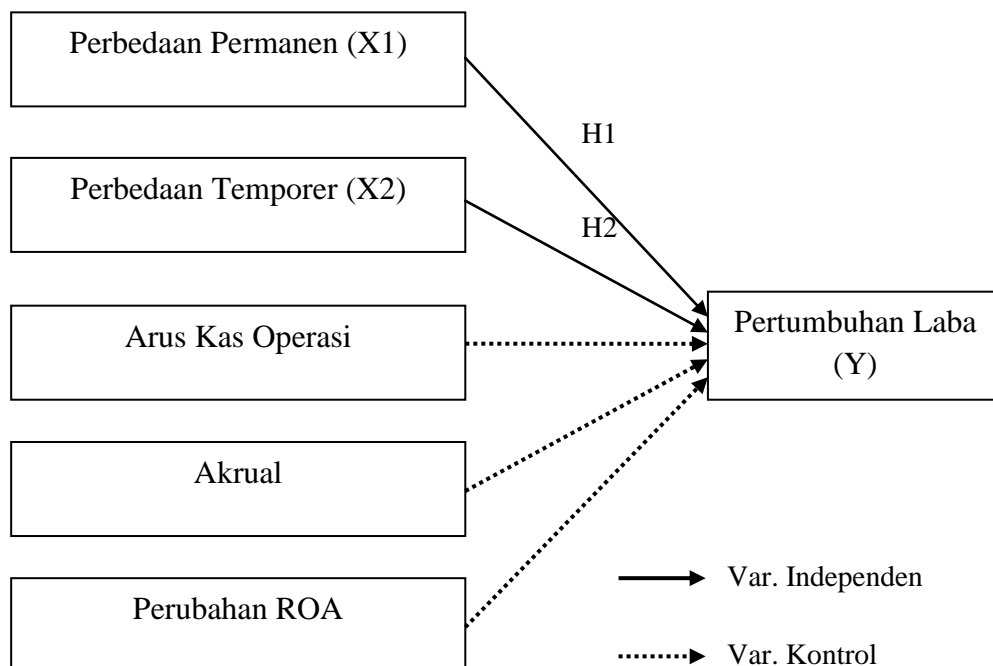 Perbedaan Permanen (X1)
H1
Perbedaan Temporer (X2)
H2
Arus Kas Operasi
Pertumbuhan Laba
(Y)
Akrual
Perubahan ROA
Var. Independen
Var. Kontrol